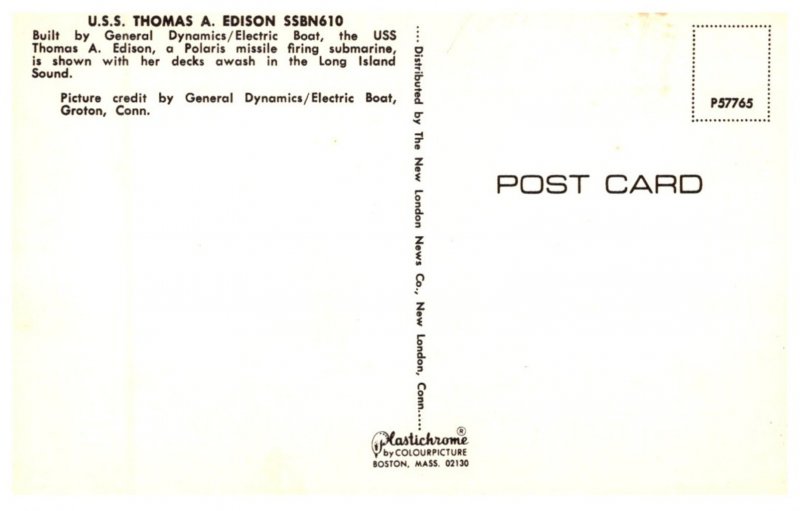 U.S.S. THOMAS A. EDISON SSBN610
Built by General Dynamics/Electric Boat, the USS
Thomas A. Edison, a Polaris missile firing submarine,
is shown with her decks awash in the Long Island
Sound.
Picture credit by General Dynamics/Electric Boat,
Groton, Conn.
.... Distributed by The New London News Co., New London, Conn.....
P57765
POST CARD
Plastichrome®
by COLOURPICTURE
BOSTON, MASS. 02130